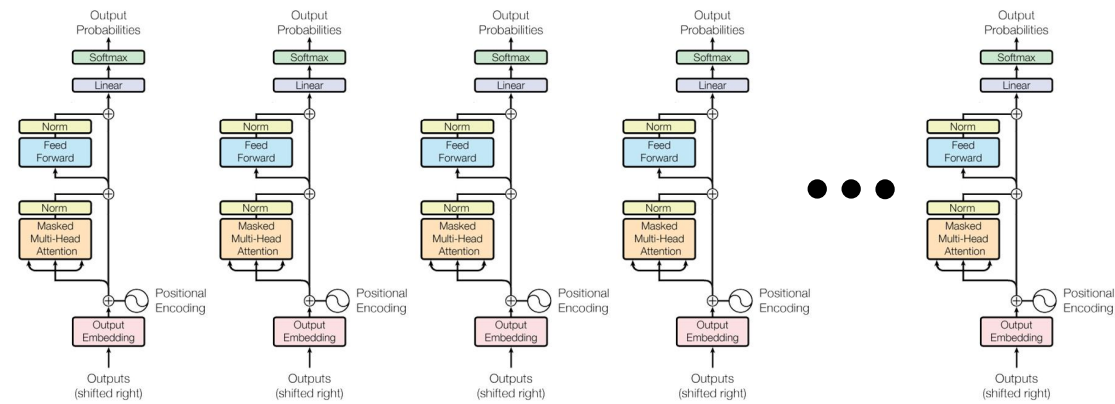 Output
Probabilities
Softmax
Linear
Norm
Feed
Forward
Norm
Masked
Multi-Head
Attention
Positional
Encoding
Output
Embedding
Outputs
(shifted right)
Output
Probabilities
Softmax
Linear
Norm
Feed
Forward
Norm
Masked
Multi-Head
Attention
Positional
Encoding
Output
Embedding
Outputs
(shifted right)
Output
Probabilities
Softmax
Linear
Norm
Feed
Forward
Norm
Masked
Multi-Head
Attention
Positional
Encoding
Output
Embedding
Outputs
(shifted right)
Output
Probabilities
Softmax
Linear
Norm
Feed
Forward
Norm
Masked
Multi-Head
Attention
Positional
Encoding
Output
Embedding
Outputs
(shifted right)
Output
Probabilities
Softmax
Linear
Norm
Feed
Forward
Norm
Masked
Multi-Head
Attention
Positional
Encoding
Output
Embedding
Outputs
(shifted right)